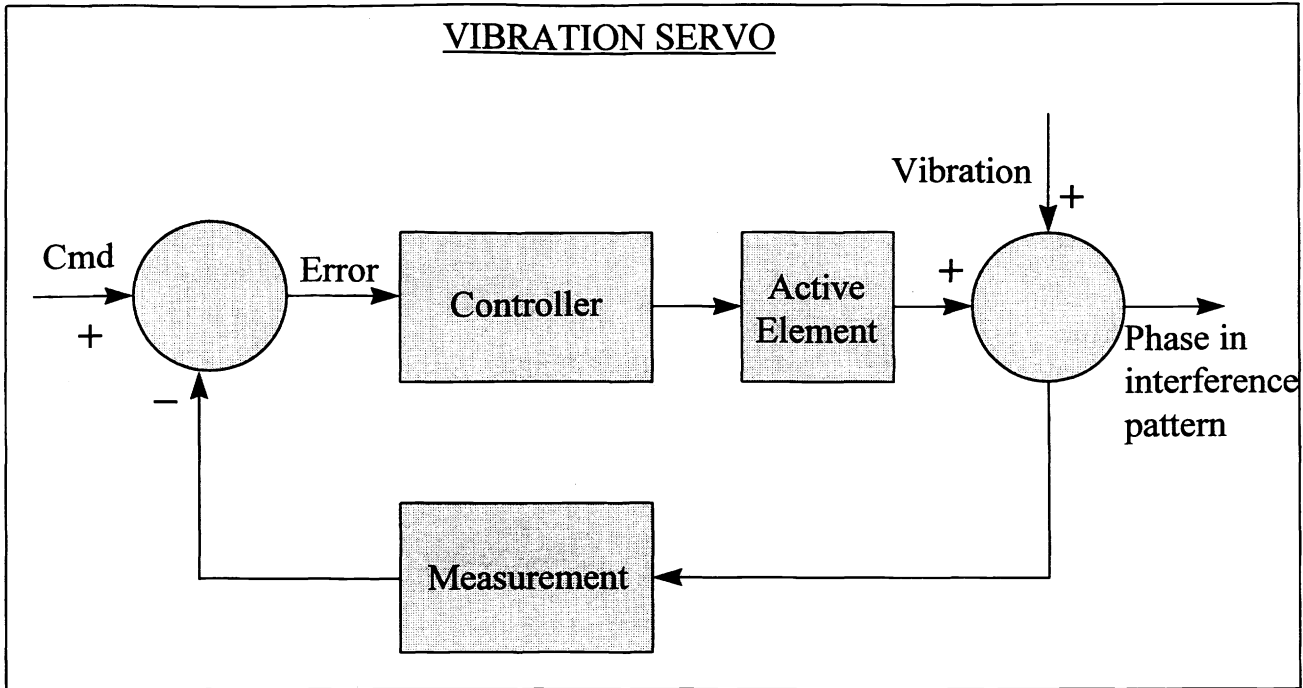 VIBRATION SERVO
Vibration
+
Cmd
+
Error
Controller
Active
Element
+
Phase in
interference
pattern
−
Measurement